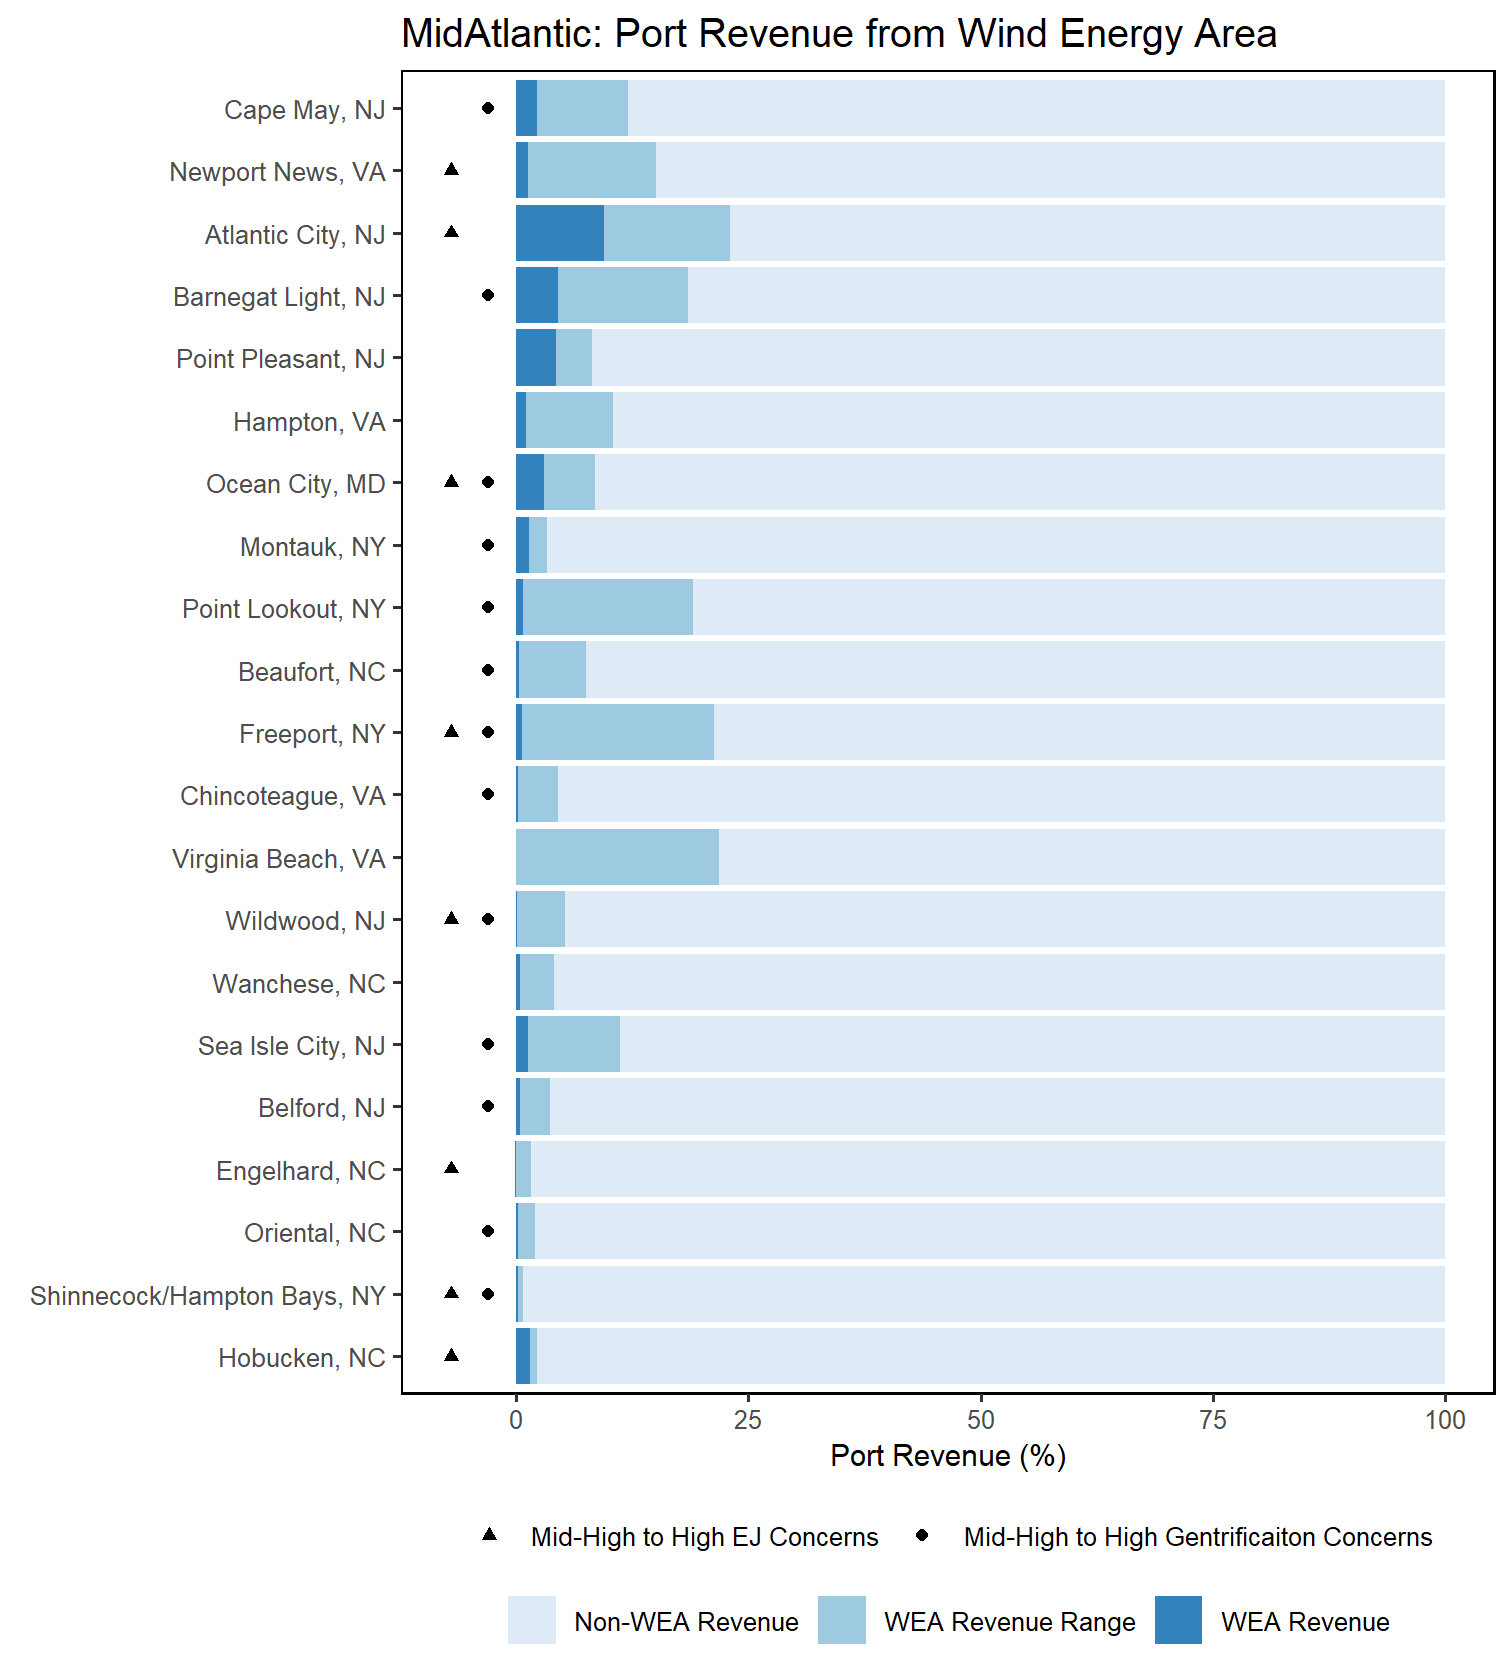 MidAtlantic: Port Revenue from Wind Energy Area
Cape May, NJ
Newport News, VA
Atlantic City, NJ
Barnegat Light, NJ
Point Pleasant, NJ
Hampton, VA
Ocean City, MD
Montauk, NY
Point Lookout, NY
Beaufort, NC
Freeport, NY
Chincoteague, VA
Virginia Beach, VA
Wildwood, NJ
Wanchese, NC
Sea Isle City, NJ
Belford, NJ
Engelhard, NC
Oriental, NC
Shinnecock/Hampton Bays, NY
Hobucken, NC
0 25 50 75 100
Port Revenue (%)
Mid-High to High EJ Concerns Mid-High to High Gentrificaiton Concerns
Non-WEA Revenue WEA Revenue Range WEA Revenue